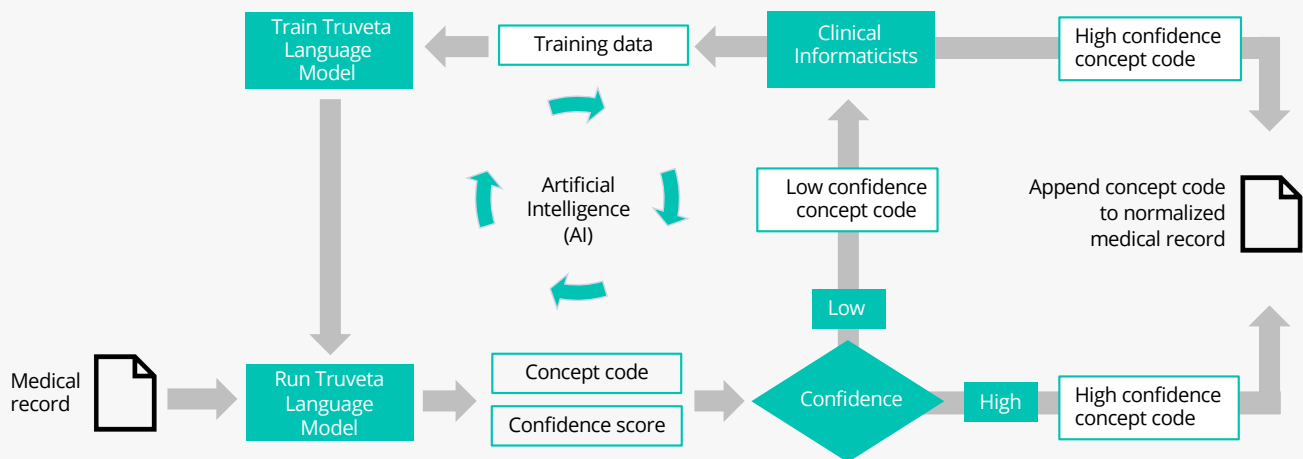 Train Truveta
Language
Model
Training data
Clinical
Informaticists
High confidence
concept code
Artificial
Intelligence
(AI)
Low confidence
concept code
Append concept code
to normalized
medical record
Low
Medical
record
Run Truveta
Language
Model
Concept code
Confidence score
Confidence
High
High confidence
concept code